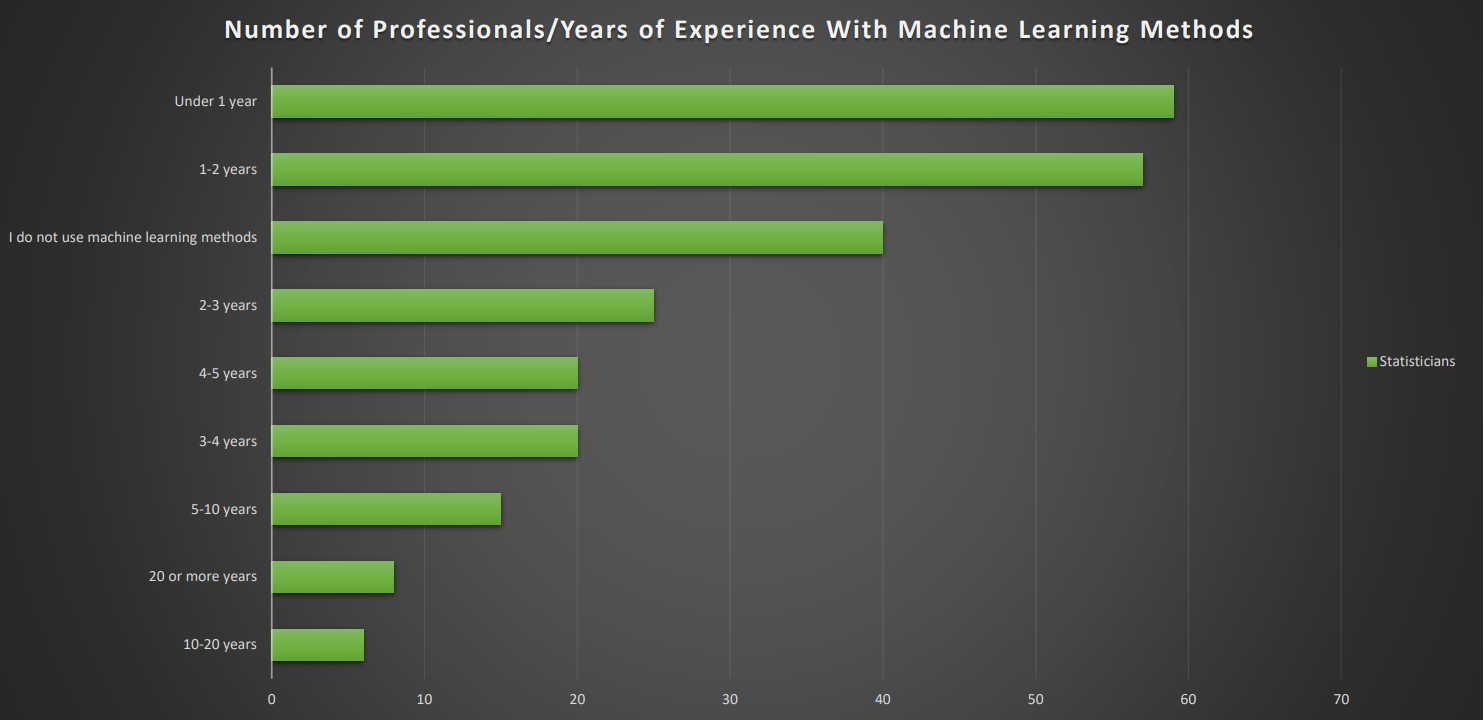 Number of Professionals/Years of Experience With Machine Learning Methods
Under 1 year
1-2 years
I do not use machine learning methods
2-3 years
4-5 years
3-4 years
5-10 years
20 or more years
10-20 years
0 10 20 30 40 50 60 70
Statisticians